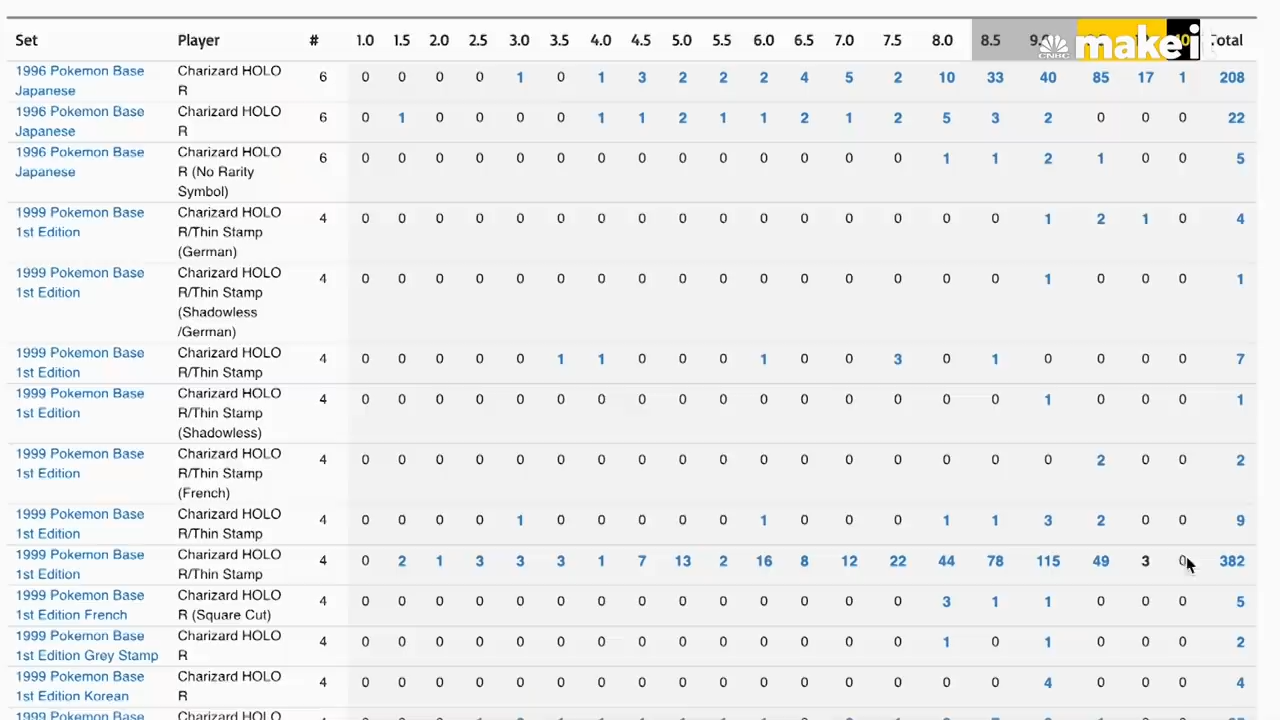 Set Player # 1.0 1.5 2.0 2.5 3.0 3.5 4.0 4.5 5.0 5.5 6.0 6.5 7.0 7.5 8.0 8.5 Total
CNBC make i
1996 Pokemon Base Charizard HOLO 6 0 0 0 0 1 0 1 3 2 2 2 4 5 2 10 33 40 85 17 1 208
Japanese R
1996 Pokemon Base Charizard HOLO 6 0 1 0 0 0 0 1 1 2 1 1 2 1 2 5 3 2 0 0 0 22
Japanese R
1996 Pokemon Base Charizard HOLO 6 0 0 0 0 0 0 0 0 0 0 0 0 0 0 1 1 2 1 0 0 5
Japanese R (No Rarity
Symbol)
1999 Pokemon Base Charizard HOLO 4 0 0 0 0 0 0 0 0 0 0 0 0 0 0 0 0 1 2 1 0 4
1st Edition R/Thin Stamp
(German)
1999 Pokemon Base Charizard HOLO 4 0 0 0 0 0 0 0 0 0 0 0 0 0 0 0 0 1 0 0 0 1
1st Edition R/Thin Stamp
(Shadowless
/German)
1999 Pokemon Base Charizard HOLO 4 0 0 0 0 0 1 1 0 0 0 1 0 0 3 0 1 0 0 0 0 7
1st Edition R/Thin Stamp
1999 Pokemon Base Charizard HOLO 4 0 0 0 0 0 0 0 0 0 0 0 0 0 0 0 0 1 0 0 0 1
1st Edition R/Thin Stamp
(Shadowless)
1999 Pokemon Base Charizard HOLO 4 0 0 0 0 0 0 0 0 0 0 0 0 0 0 0 0 0 2 0 0 2
1st Edition R/Thin Stamp
(French)
1999 Pokemon Base Charizard HOLO 4 0 0 0 0 1 0 0 0 0 0 1 0 0 0 1 1 3 2 0 0 9
1st Edition R/Thin Stamp
1999 Pokemon Base Charizard HOLO 4 0 2 1 3 3 3 1 7 13 2 16 8 12 22 44 78 115 49 3 0 382
1st Edition R/Thin Stamp
1999 Pokemon Base Charizard HOLO 4 0 0 0 0 0 0 0 0 0 0 0 0 0 0 3 1 1 0 0 0 5
1st Edition French R (Square Cut)
1999 Pokemon Base Charizard HOLO 4 0 0 0 0 0 0 0 0 0 0 0 0 0 0 1 0 1 0 0 0 2
1st Edition Grey Stamp R
1999 Pokemon Base Charizard HOLO 4 0 0 0 0 0 0 0 0 0 0 0 0 0 0 0 0 4 0 0 0 4
1st Edition Korean R
1999 Pokemon Base Charizard HOLO